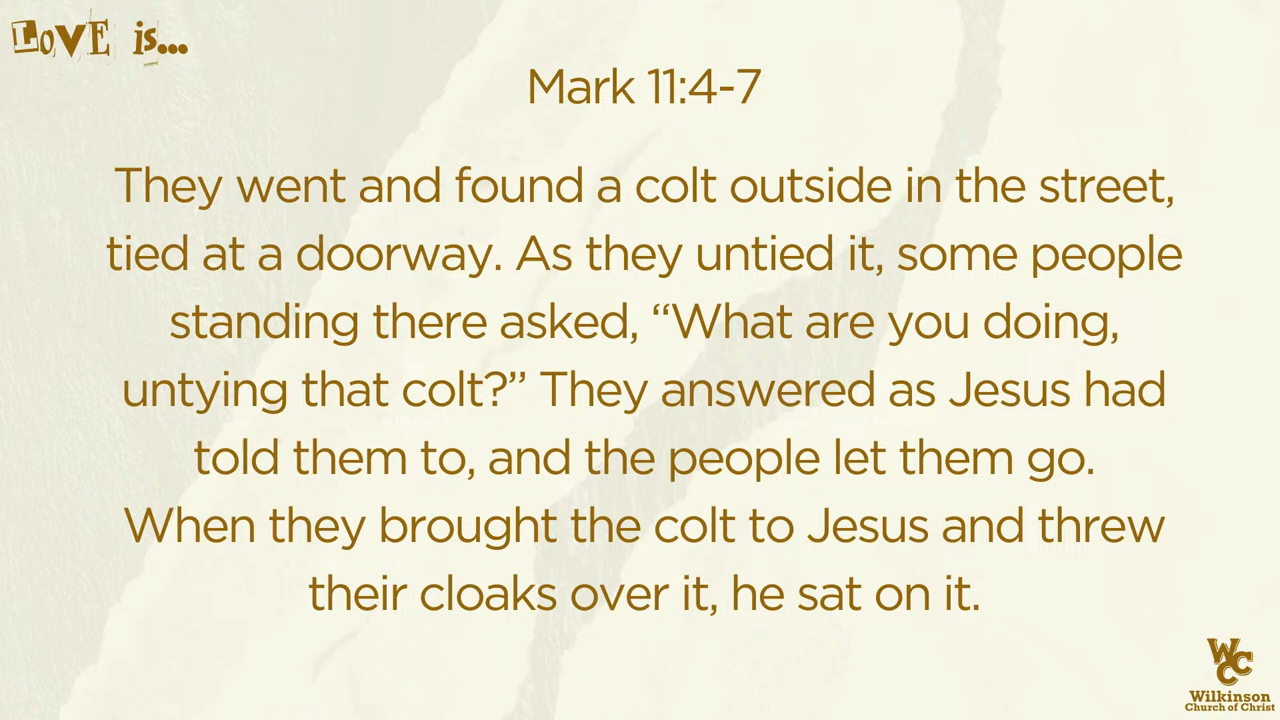 LoVE is...
Mark 11:4-7
They went and found a colt outside in the street,
tied at a doorway. As they untied it, some people
standing there asked, “What are you doing,
untying that colt?” They answered as Jesus had
told them to, and the people let them go.
When they brought the colt to Jesus and threw
their cloaks over it, he sat on it.
WCC
Wilkinson
Church of Christ